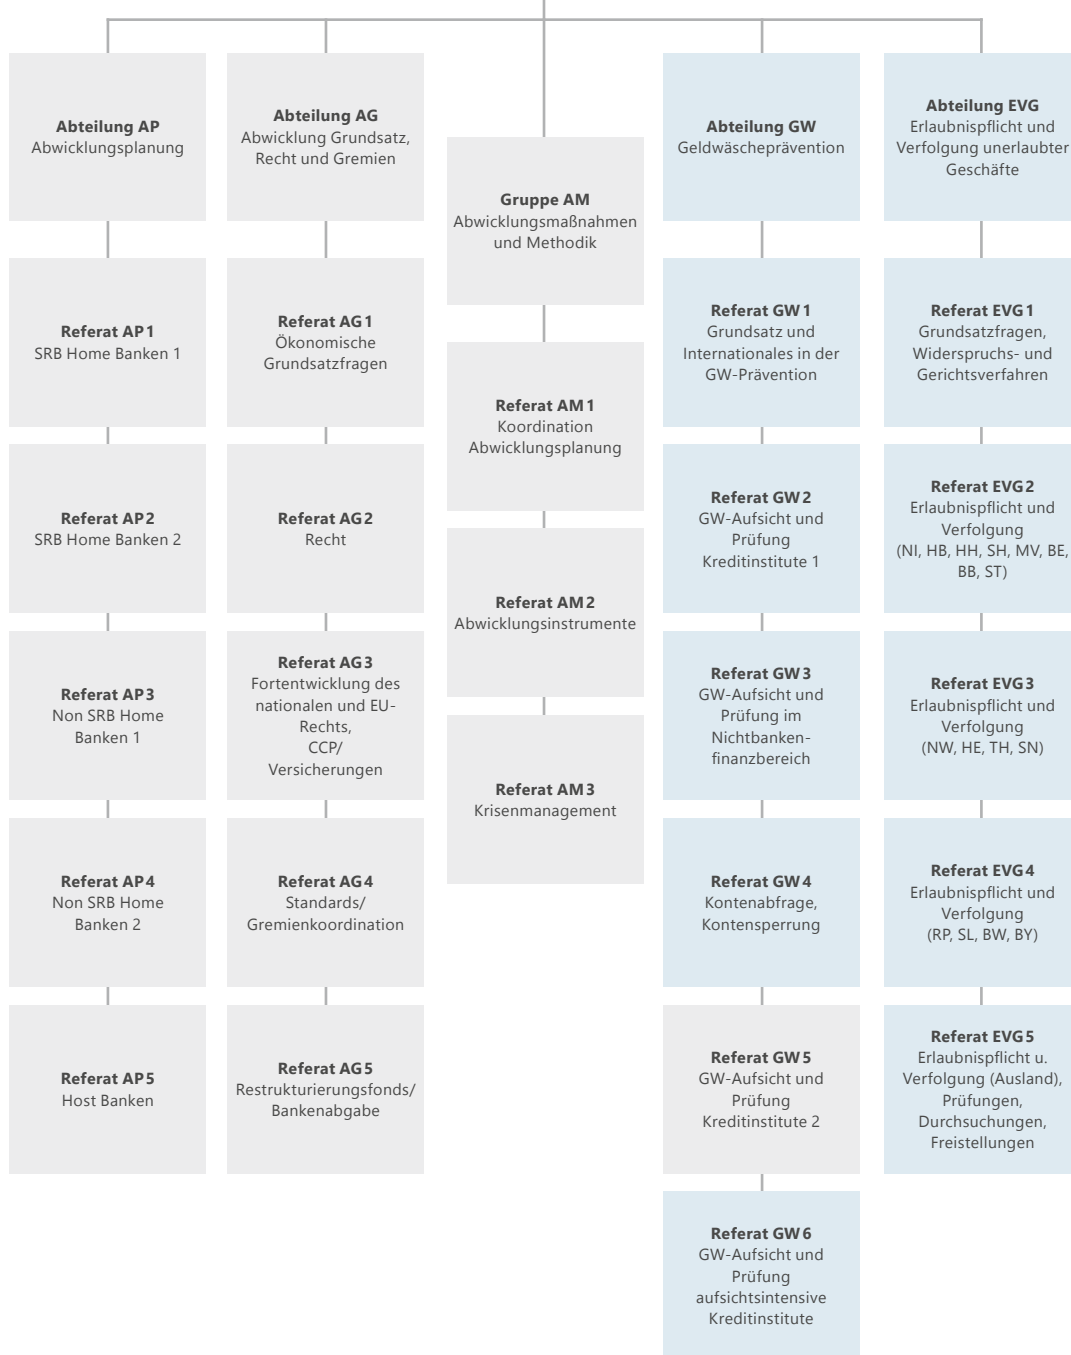 Abteilung AP
Abwicklungsplanung
Referat AP 1
SRB Home Banken 1
Referat AP 2
SRB Home Banken 2
Referat AP 3
Non SRB Home
Banken 1
Referat AP 4
Non SRB Home
Banken 2
Referat AP 5
Host Banken
Abteilung AG
Abwicklung Grundsatz,
Recht und Gremien
Referat AG 1
Ökonomische
Grundsatzfragen
Referat AG 2
Recht
Referat AG 3
Fortentwicklung des
nationalen und EU-
Rechts,
CCP/
Versicherungen
Referat AG 4
Standards/
Gremienkoordination
Referat AG 5
Restrukturierungsfonds/
Bankenabgabe
Gruppe AM
Abwicklungsmaßnahmen
und Methodik
Referat AM 1
Koordination
Abwicklungsplanung
Referat AM 2
Abwicklungsinstrumente
Referat AM 3
Krisenmanagement
Abteilung GW
Geldwäscheprävention
Referat GW 1
Grundsatz und
Internationales in der
GW-Prävention
Referat GW 2
GW-Aufsicht und
Prüfung
Kreditinstitute 1
Referat GW 3
GW-Aufsicht und
Prüfung im
Nichtbanken-
finanzbereich
Referat GW 4
Kontenabfrage,
Kontensperrung
Referat GW 5
GW-Aufsicht und
Prüfung
Kreditinstitute 2
Referat GW 6
GW-Aufsicht und
Prüfung
aufsichtsintensive
Kreditinstitute
Abteilung EVG
Erlaubnispflicht und
Verfolgung unerlaubter
Geschäfte
Referat EVG 1
Grundsatzfragen,
Widerspruchs- und
Gerichtsverfahren
Referat EVG 2
Erlaubnispflicht und
Verfolgung
(NI, HB, HH, SH, MV, BE,
BB, ST)
Referat EVG 3
Erlaubnispflicht und
Verfolgung
(NW, HE, TH, SN)
Referat EVG 4
Erlaubnispflicht und
Verfolgung
(RP, SL, BW, BY)
Referat EVG 5
Erlaubnispflicht u.
Verfolgung (Ausland),
Prüfungen,
Durchsuchungen,
Freistellungen